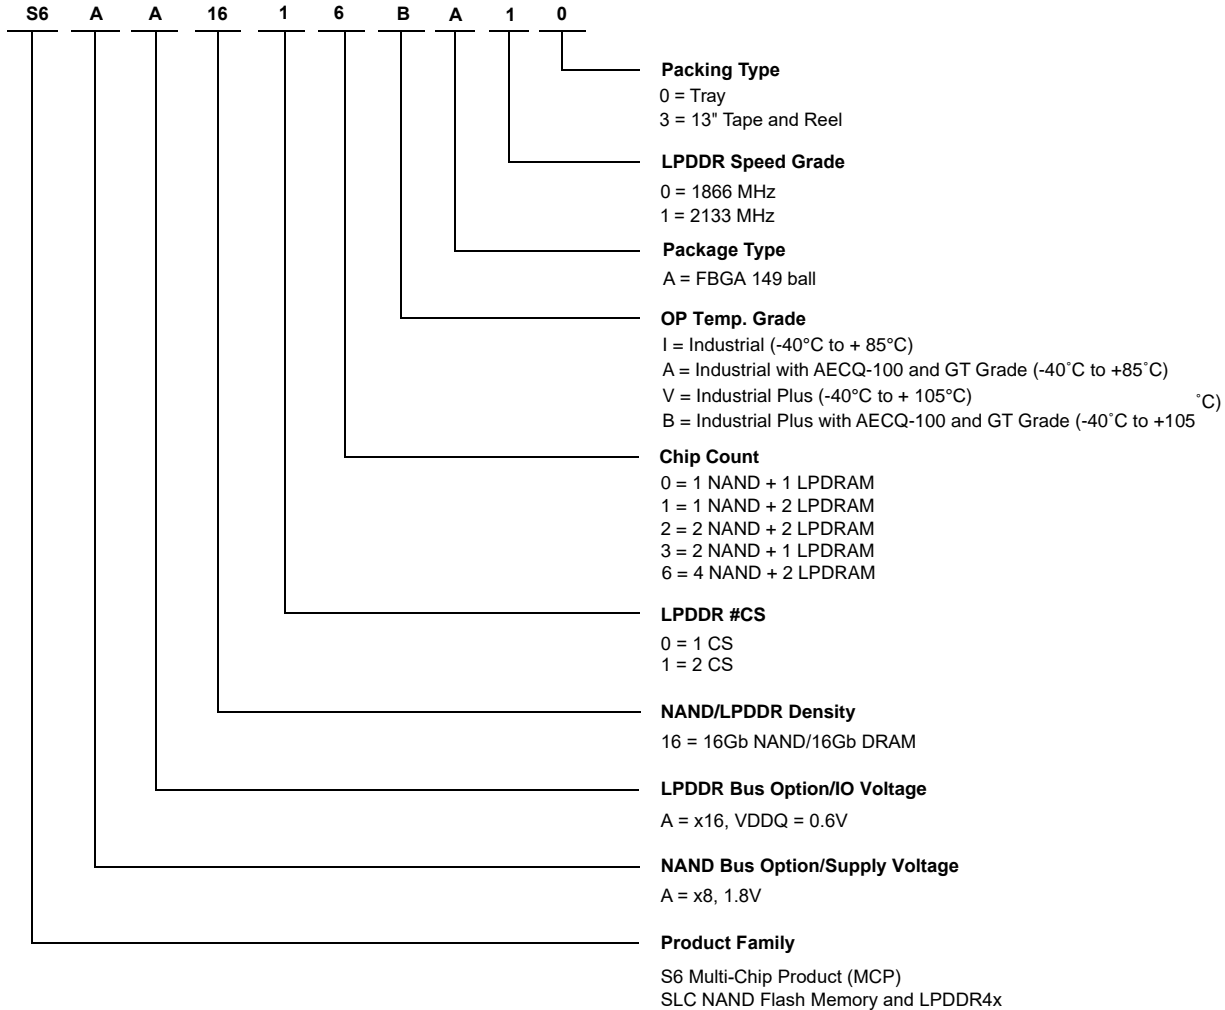 S6 A A 16 1 6 B A 1 0
Packing Type
0 = Tray
3 = 13" Tape and Reel
LPDDR Speed Grade
0 = 1866 MHz
1 = 2133 MHz
Package Type
A = FBGA 149 ball
OP Temp. Grade
I = Industrial (-40°C to + 85°C)
A = Industrial with AECQ-100 and GT Grade (-40˚C to +85˚C)
V = Industrial Plus (-40°C to + 105°C)
B = Industrial Plus with AECQ-100 and GT Grade (-40˚C to +105 ˚C)
Chip Count
0 = 1 NAND + 1 LPDRAM
1 = 1 NAND + 2 LPDRAM
2 = 2 NAND + 2 LPDRAM
3 = 2 NAND + 1 LPDRAM
6 = 4 NAND + 2 LPDRAM
LPDDR #CS
0 = 1 CS
1 = 2 CS
NAND/LPDDR Density
16 = 16Gb NAND/16Gb DRAM
LPDDR Bus Option/IO Voltage
A = x16, VDDQ = 0.6V
NAND Bus Option/Supply Voltage
A = x8, 1.8V
Product Family
S6 Multi-Chip Product (MCP)
SLC NAND Flash Memory and LPDDR4x